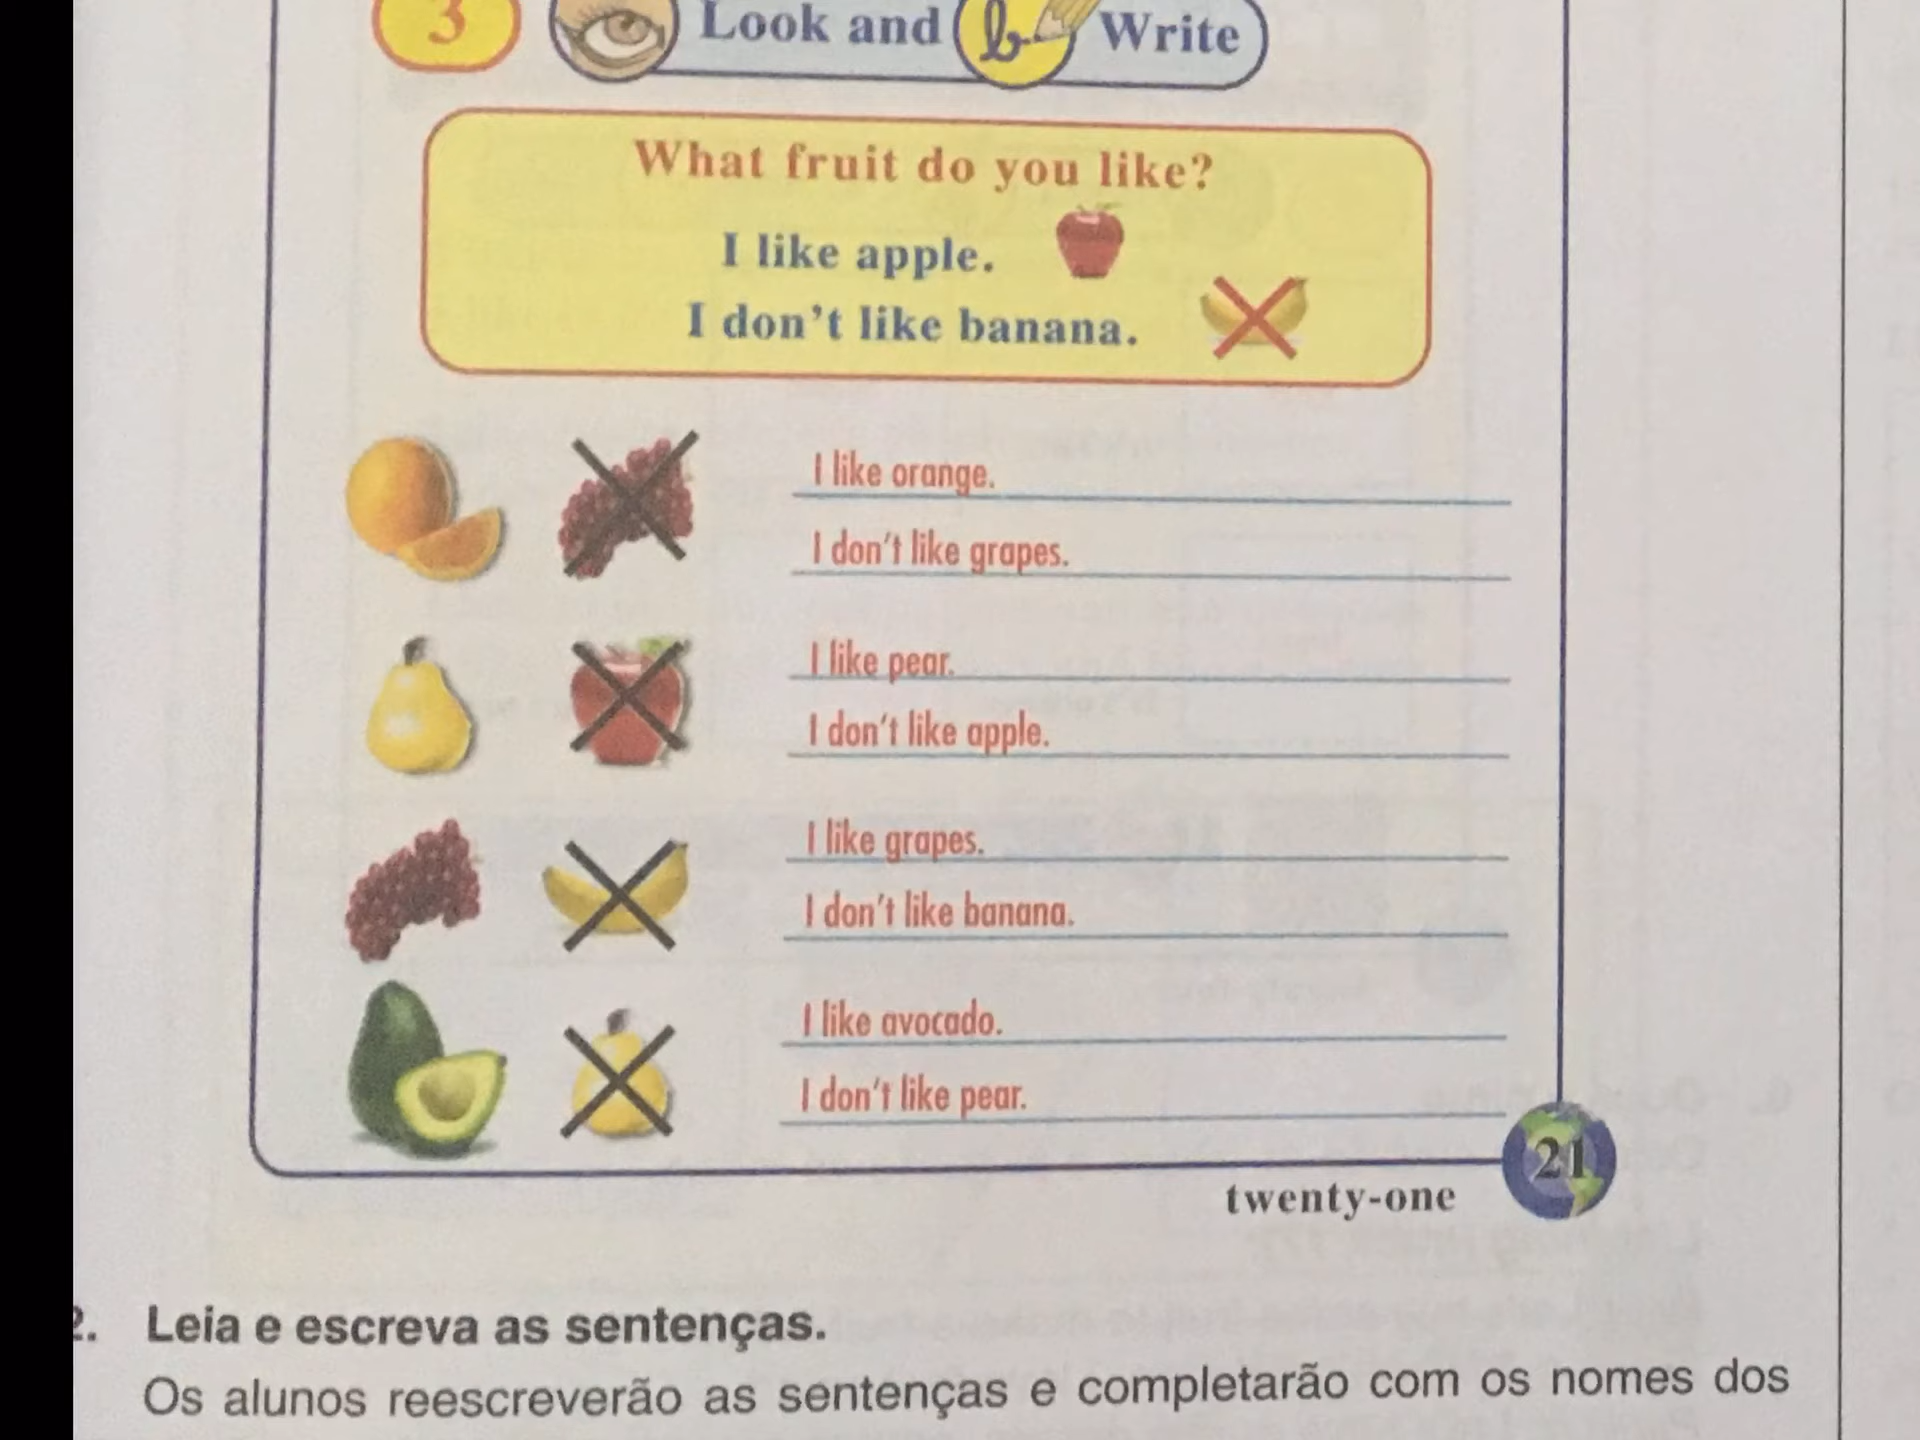 3 Look and b Write
What fruit do you like?
I like apple.
I don't like banana.
I like orange.
I don't like grapes.
I like pear.
I don't like apple.
I like grapes.
I don't like banana.
I like avocado.
I don't like pear.
21
twenty-one
2. Leia e escreva as sentenças.
Os alunos reescreverão as sentenças e completarão com os nomes dos